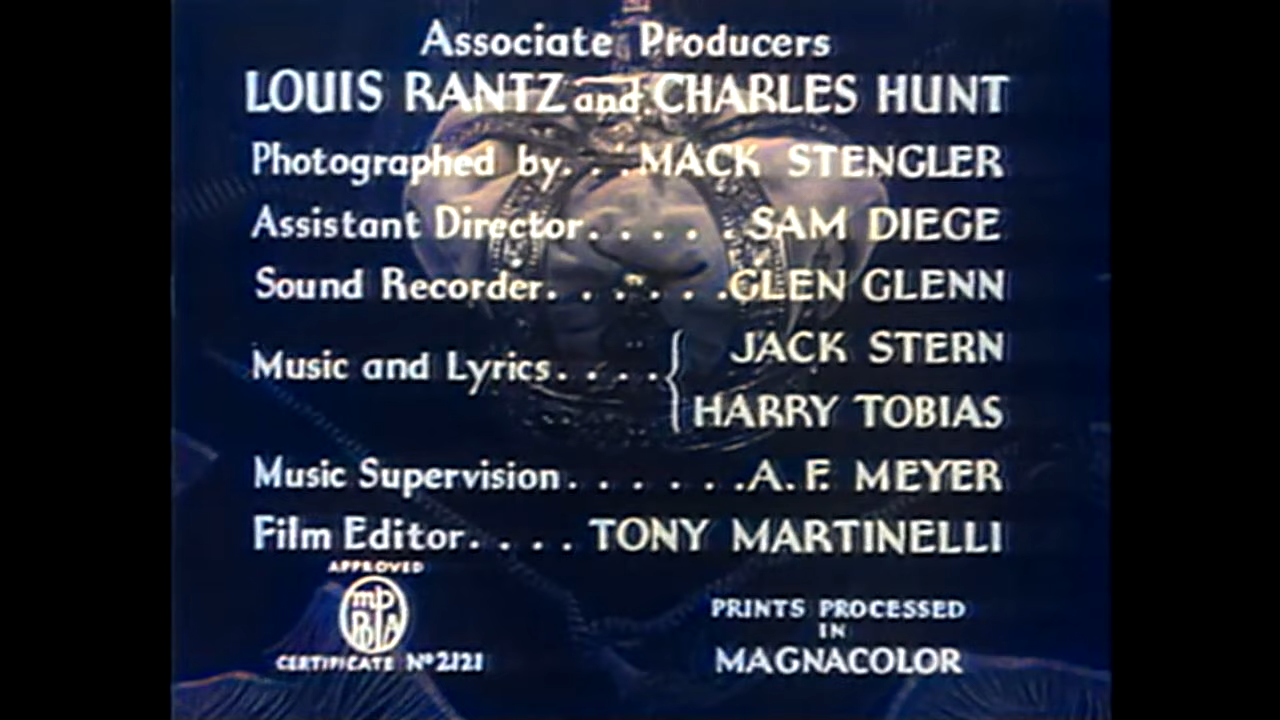 Associate Producers
LOUIS RANTZ and CHARLES HUNT
Photographed by. . . MACK STENGLER
Assistant Director. . . . . . SAM DIEGE
Sound Recorder. . . . . . .GLEN GLENN
Music and Lyrics. . . . { JACK STERN
HARRY TOBIAS
Music Supervision . . . . . . .A. F. MEYER
Film Editor. . . . TONY MARTINELLI
APPROVED
MPPDA
CERTIFICATE Nº 2121
PRINTS PROCESSED
IN
MAGNACOLOR